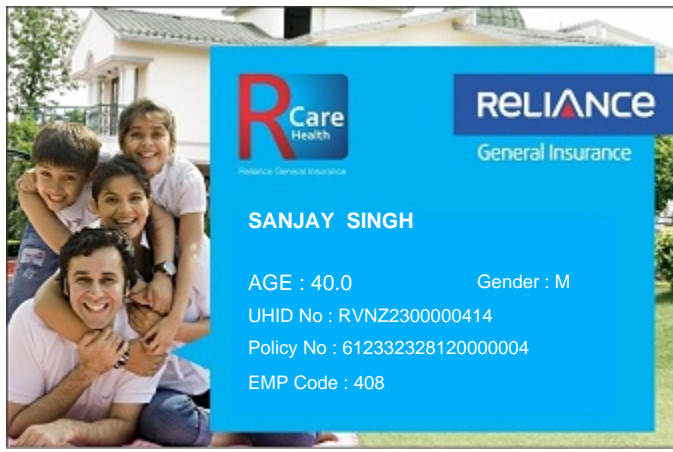 R Care
Health
Reliance General Insurance
RELIANCE
General Insurance
SANJAY SINGH
AGE : 40.0 Gender : M
UHID No : RVNZ2300000414
Policy No : 612332328120000004
EMP Code : 408